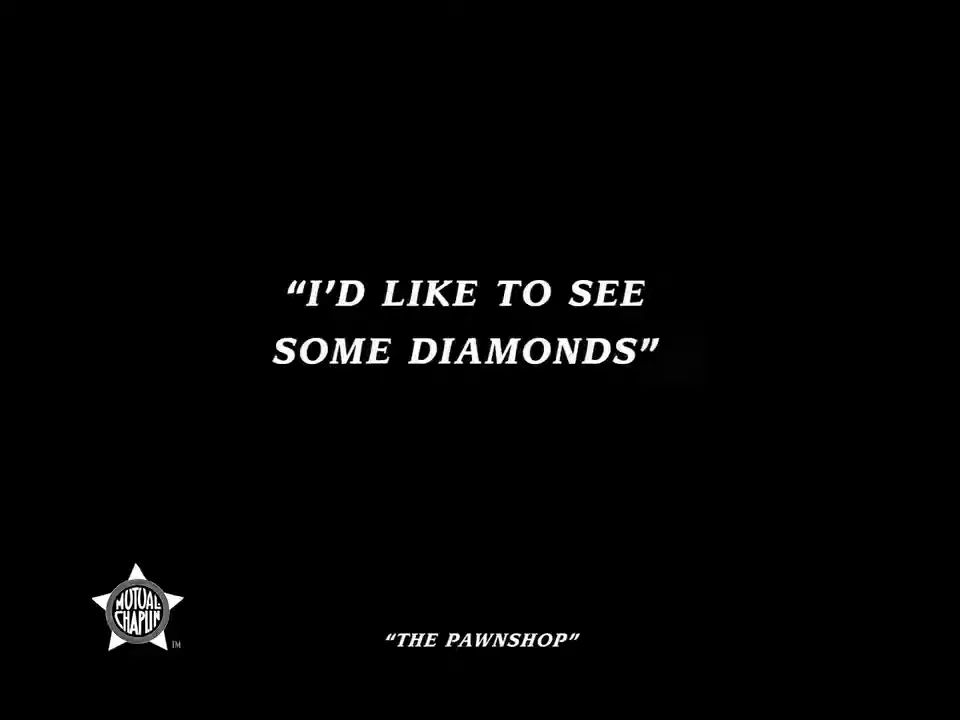 “I’D LIKE TO SEE
SOME DIAMONDS”
MUTUAL-
CHAPLIN
TM
“THE PAWNSHOP”